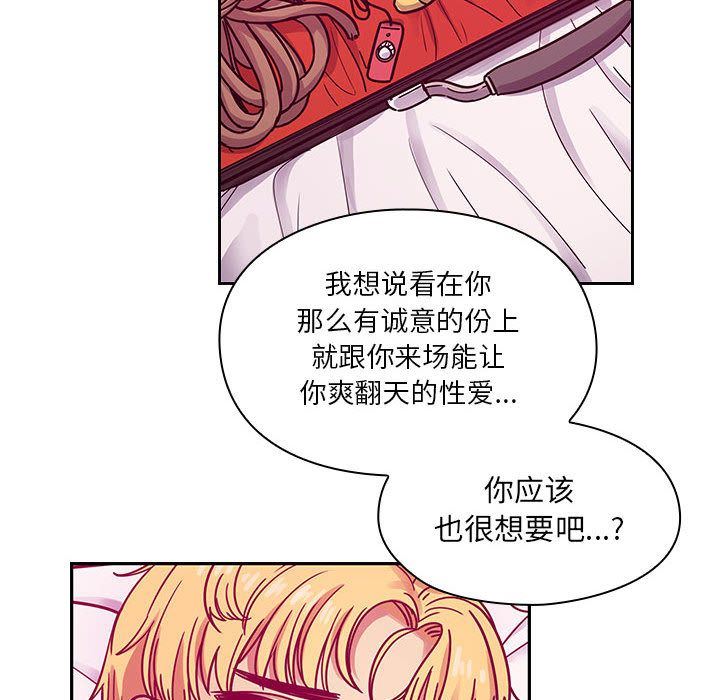 我想说看在你
那么有诚意的份上
就跟你来场能让
你爽翻天的性爱...
你应该
也很想要吧...?